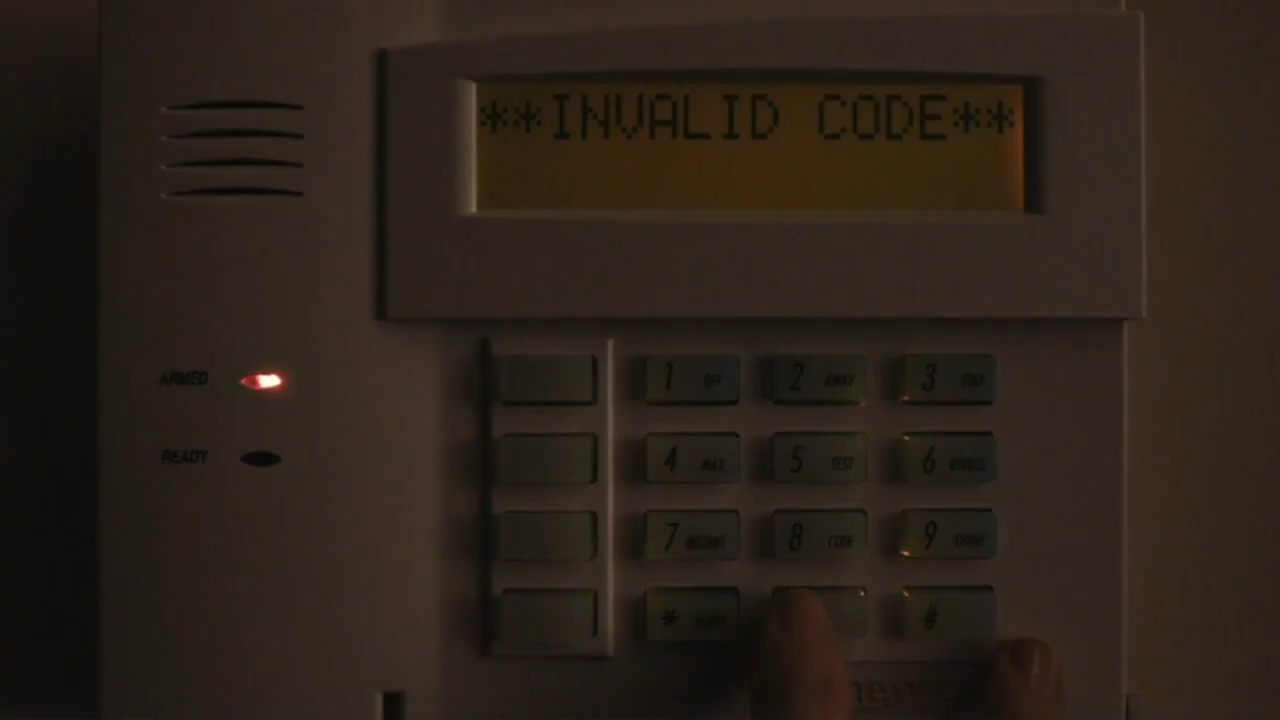 **INVALID CODE**
ARMED
READY
1 OFF
2 AWAY
3 STAY
4 MAX
5 TEST
6 BYPASS
7 INSTANT
8 CODE
9 CHIME
* READY
#